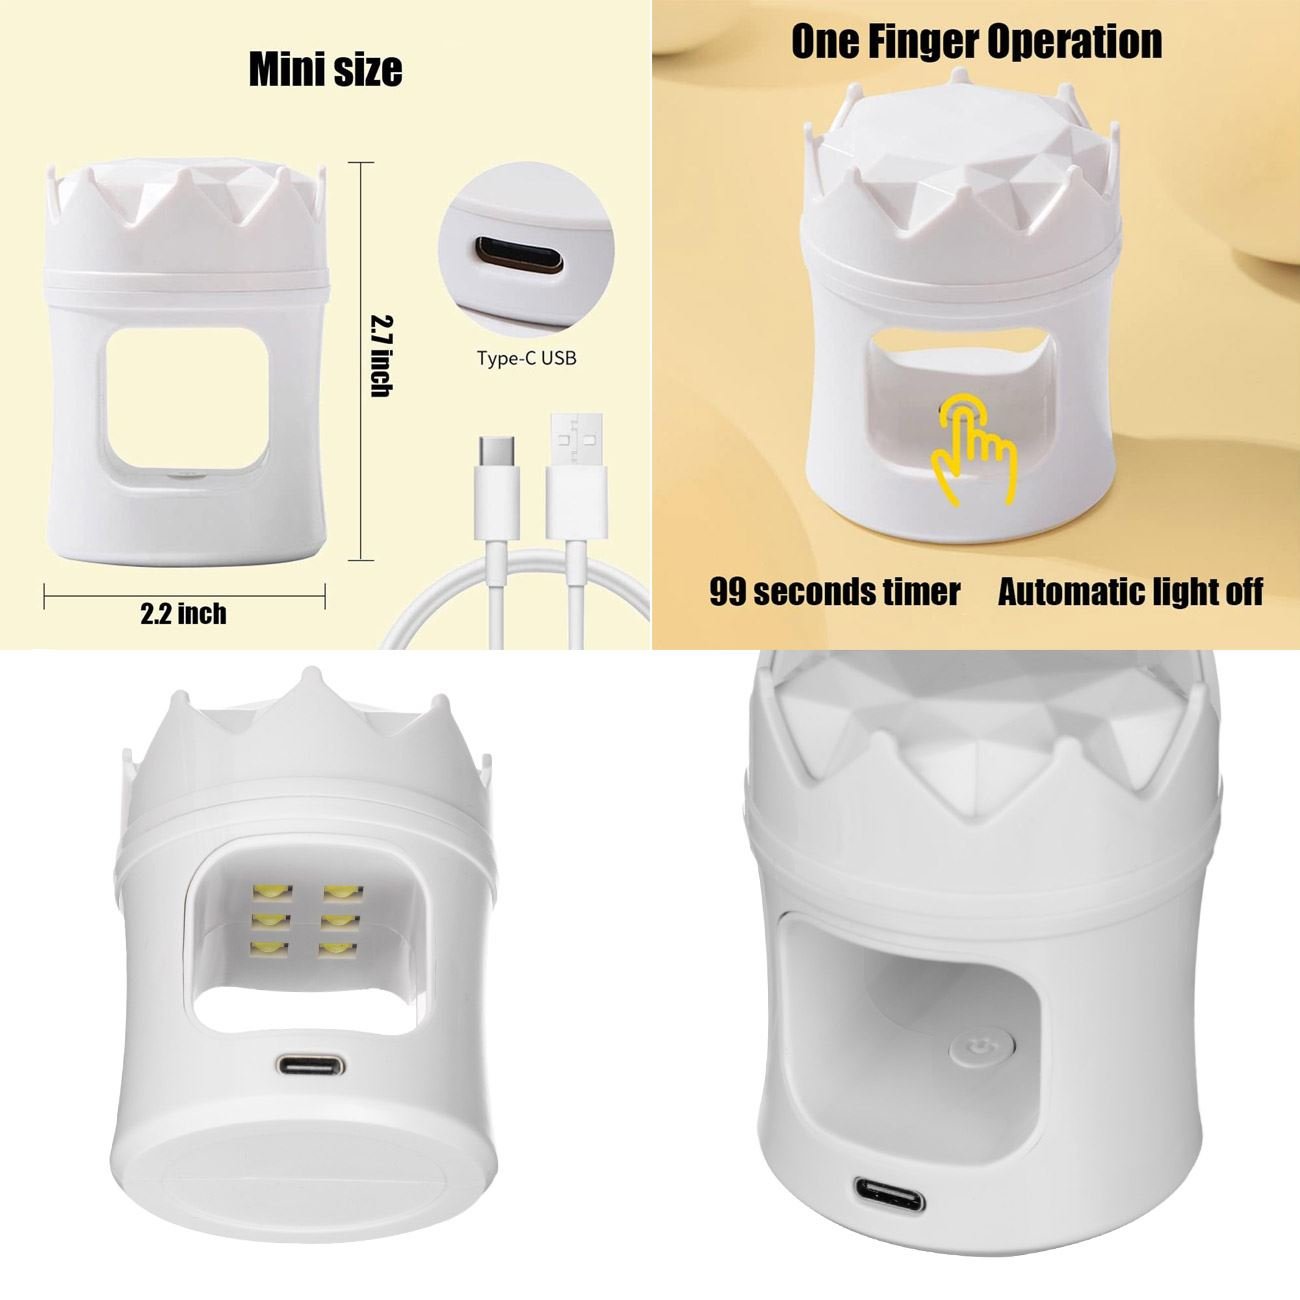 Mini size
2.7 inch
Type-C USB
2.2 inch
One Finger Operation
99 seconds timer
Automatic light off